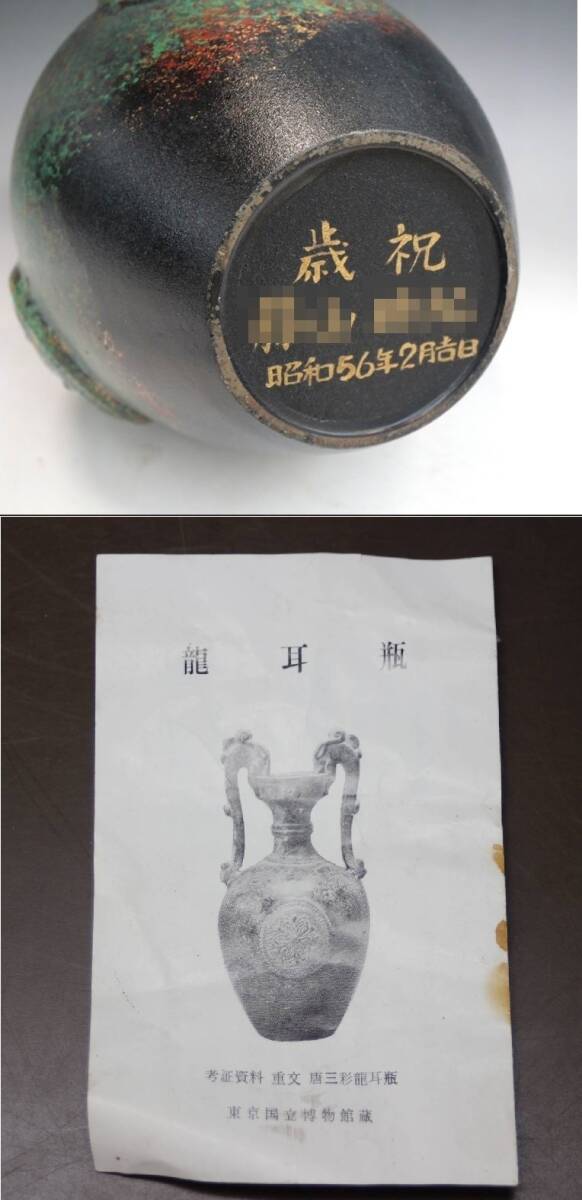 歳祝
昭和56年2月吉日
龍耳瓶
考証資料 重文 唐三彩龍耳瓶
東京国立博物館蔵